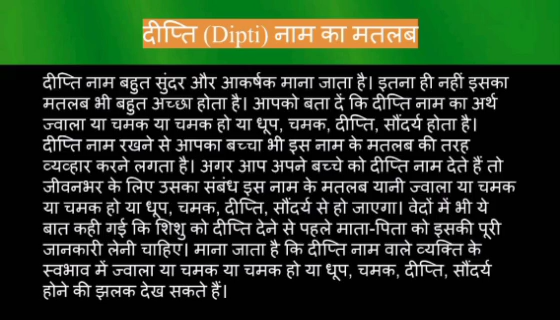 दीप्ति (Dipti) नाम का मतलब
दीप्ति नाम बहुत सुंदर और आकर्षक माना जाता है। इतना ही नहीं इसका
मतलब भी बहुत अच्छा होता है। आपको बता दें कि दीप्ति नाम का अर्थ
ज्वाला या चमक या चमक हो या धूप, चमक, दीप्ति, सौंदर्य होता है।
दीप्ति नाम रखने से आपका बच्चा भी इस नाम के मतलब की तरह
व्यव्हार करने लगता है। अगर आप अपने बच्चे को दीप्ति नाम देते हैं तो
जीवनभर के लिए उसका संबंध इस नाम के मतलब यानी ज्वाला या चमक
या चमक हो या धूप, चमक, दीप्ति, सौंदर्य से हो जाएगा। वेदों में भी ये
बात कही गई कि शिशु को दीप्ति देने से पहले माता-पिता को इसकी पूरी
जानकारी लेनी चाहिए। माना जाता है कि दीप्ति नाम वाले व्यक्ति के
स्वभाव में ज्वाला या चमक या चमक हो या धूप, चमक, दीप्ति, सौंदर्य
होने की झलक देख सकते हैं।